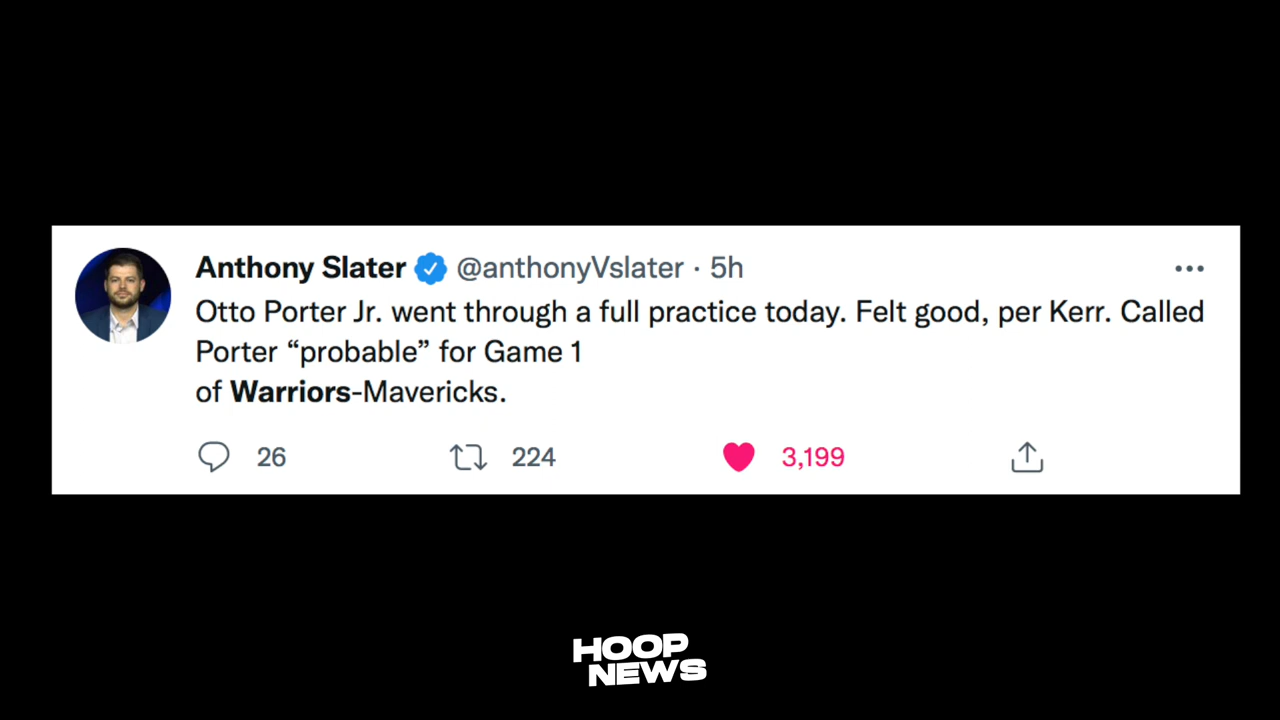 Anthony Slater @anthonyVslater · 5h
Otto Porter Jr. went through a full practice today. Felt good, per Kerr. Called
Porter “probable” for Game 1
of Warriors-Mavericks.
26 224 3,199
HOOP
NEWS